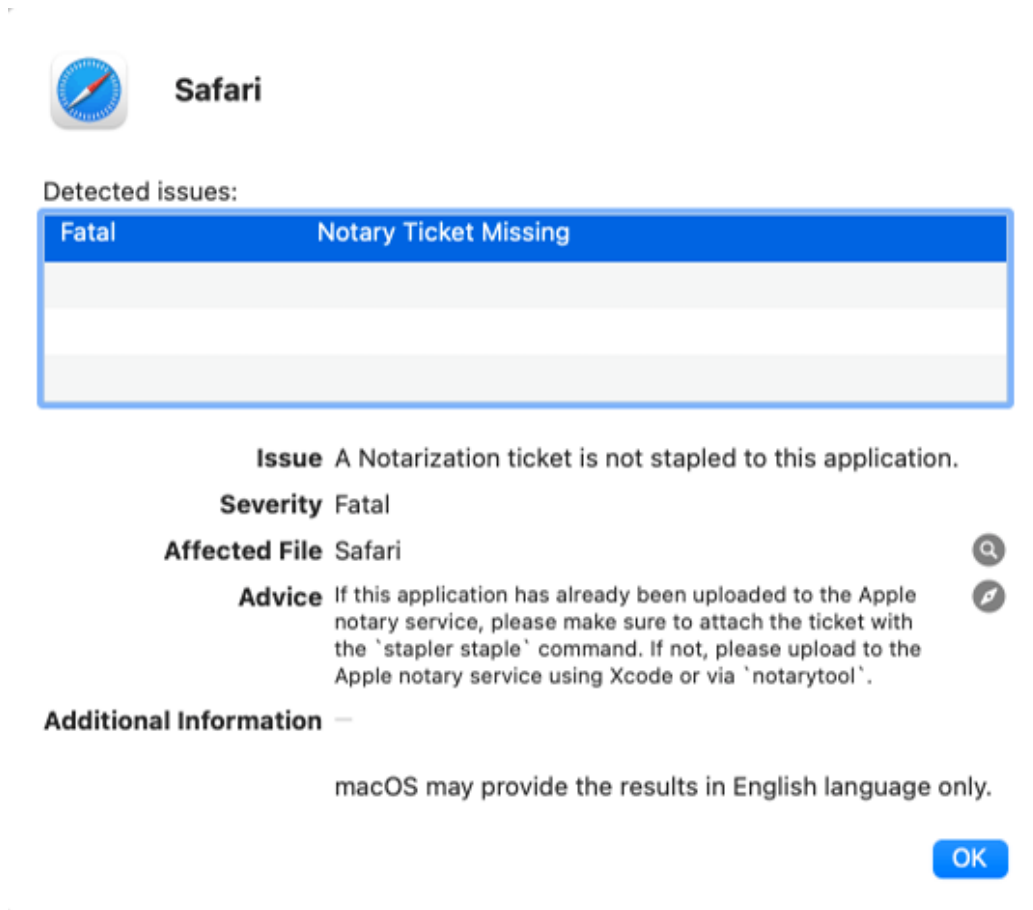 Safari
Detected issues:
Fatal Notary Ticket Missing
Issue A Notarization ticket is not stapled to this application.
Severity Fatal
Affected File Safari
Advice If this application has already been uploaded to the Apple
notary service, please make sure to attach the ticket with
the `stapler staple` command. If not, please upload to the
Apple notary service using Xcode or via `notarytool`.
Additional Information —
macOS may provide the results in English language only.
OK